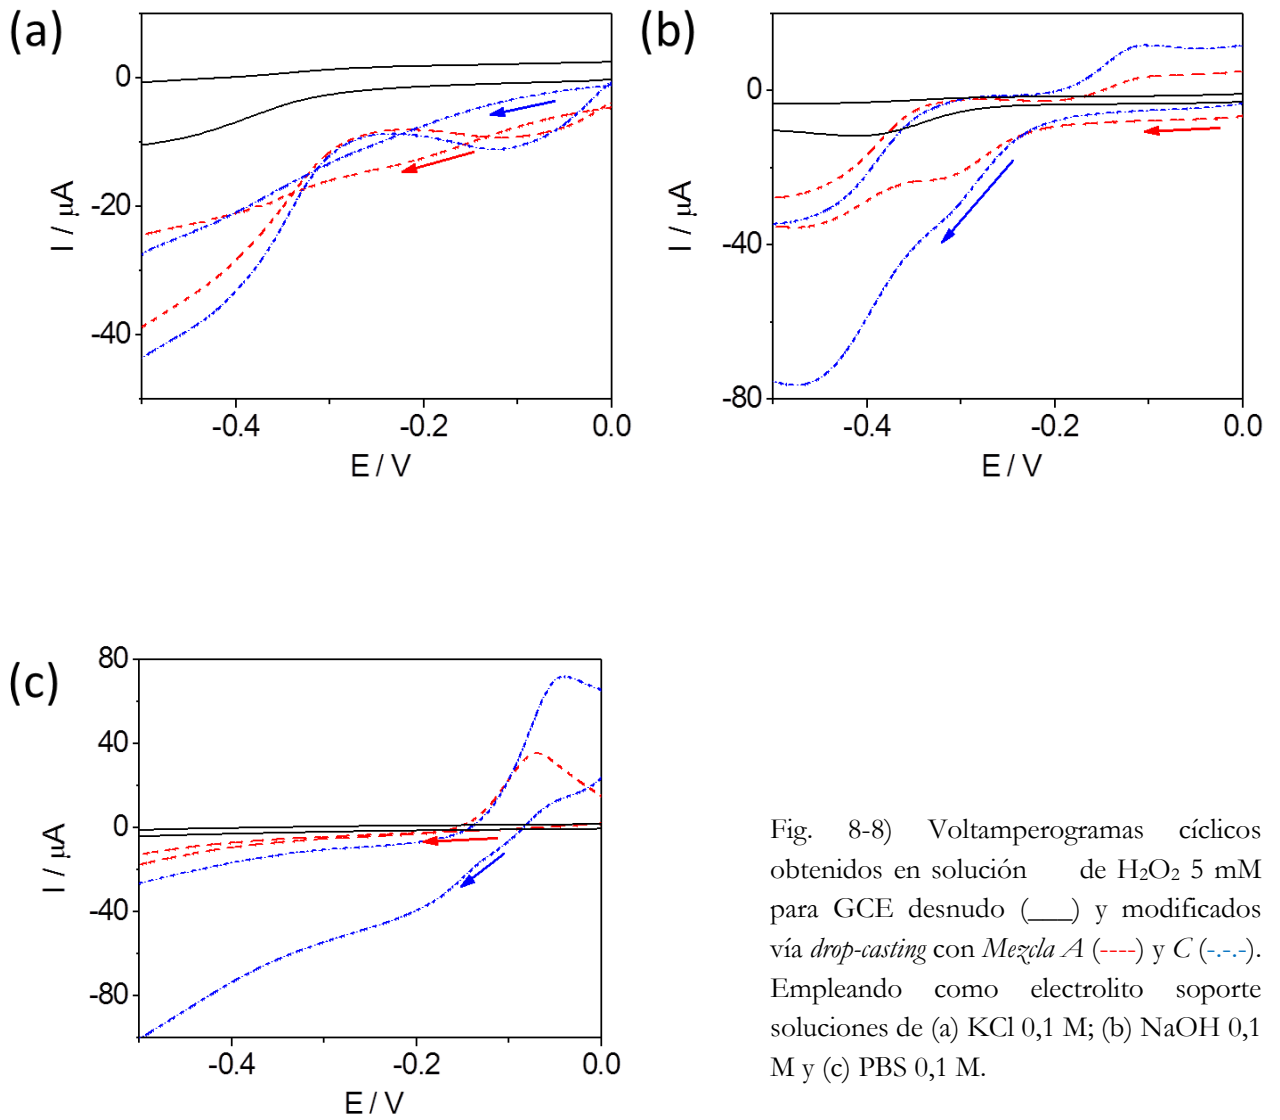 (a)
0
-20
-40
I / μA
-0.4
-0.2
0.0
E / V
(b)
0
-40
-80
I / μA
-0.4
-0.2
0.0
E / V
(c)
80
40
0
-40
-80
I / μA
-0.4
-0.2
0.0
E / V
Fig. 8-8) Voltamperogramas cíclicos
obtenidos en solución de H₂O₂ 5 mM
para GCE desnudo (___) y modificados
vía drop-casting con Mezcla A (----) y C (-.-.-).
Empleando como electrolito soporte
soluciones de (a) KCl 0,1 M; (b) NaOH 0,1
M y (c) PBS 0,1 M.